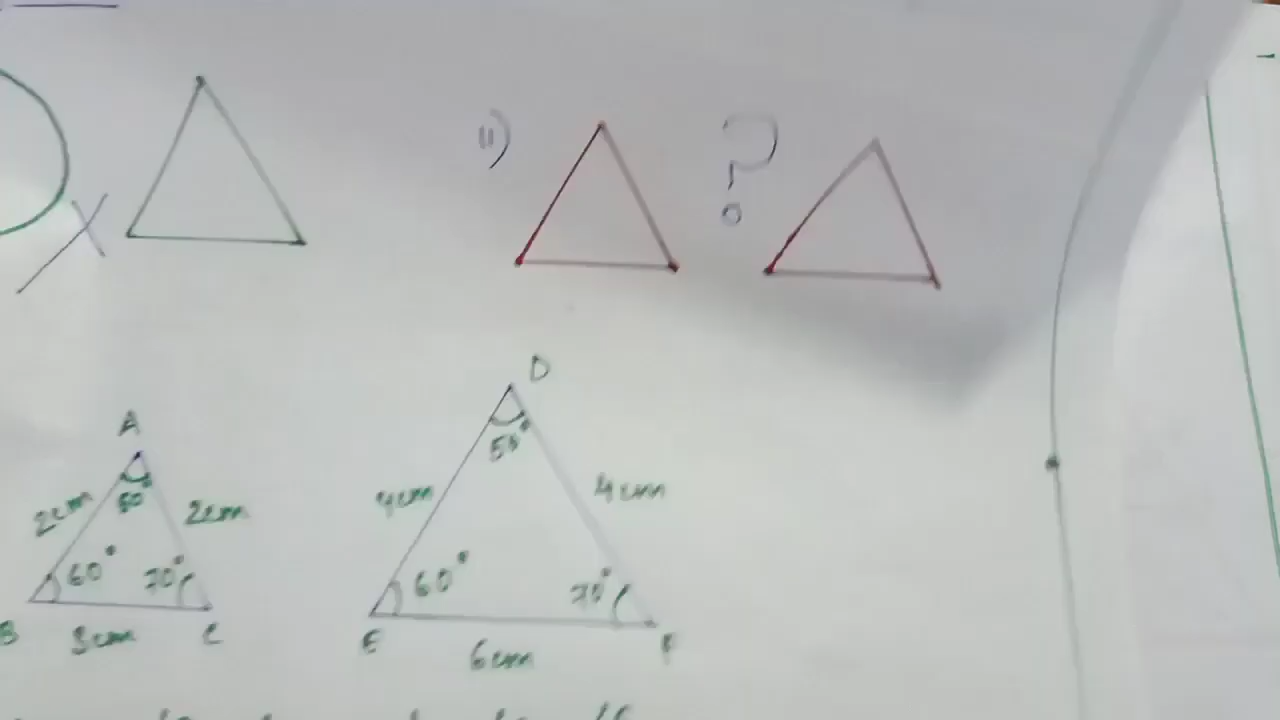 ii) ?
A
D
50°
50°
2cm 2cm
4cm 4cm
60° 70°
60° 70°
B 3cm C
E 6cm F